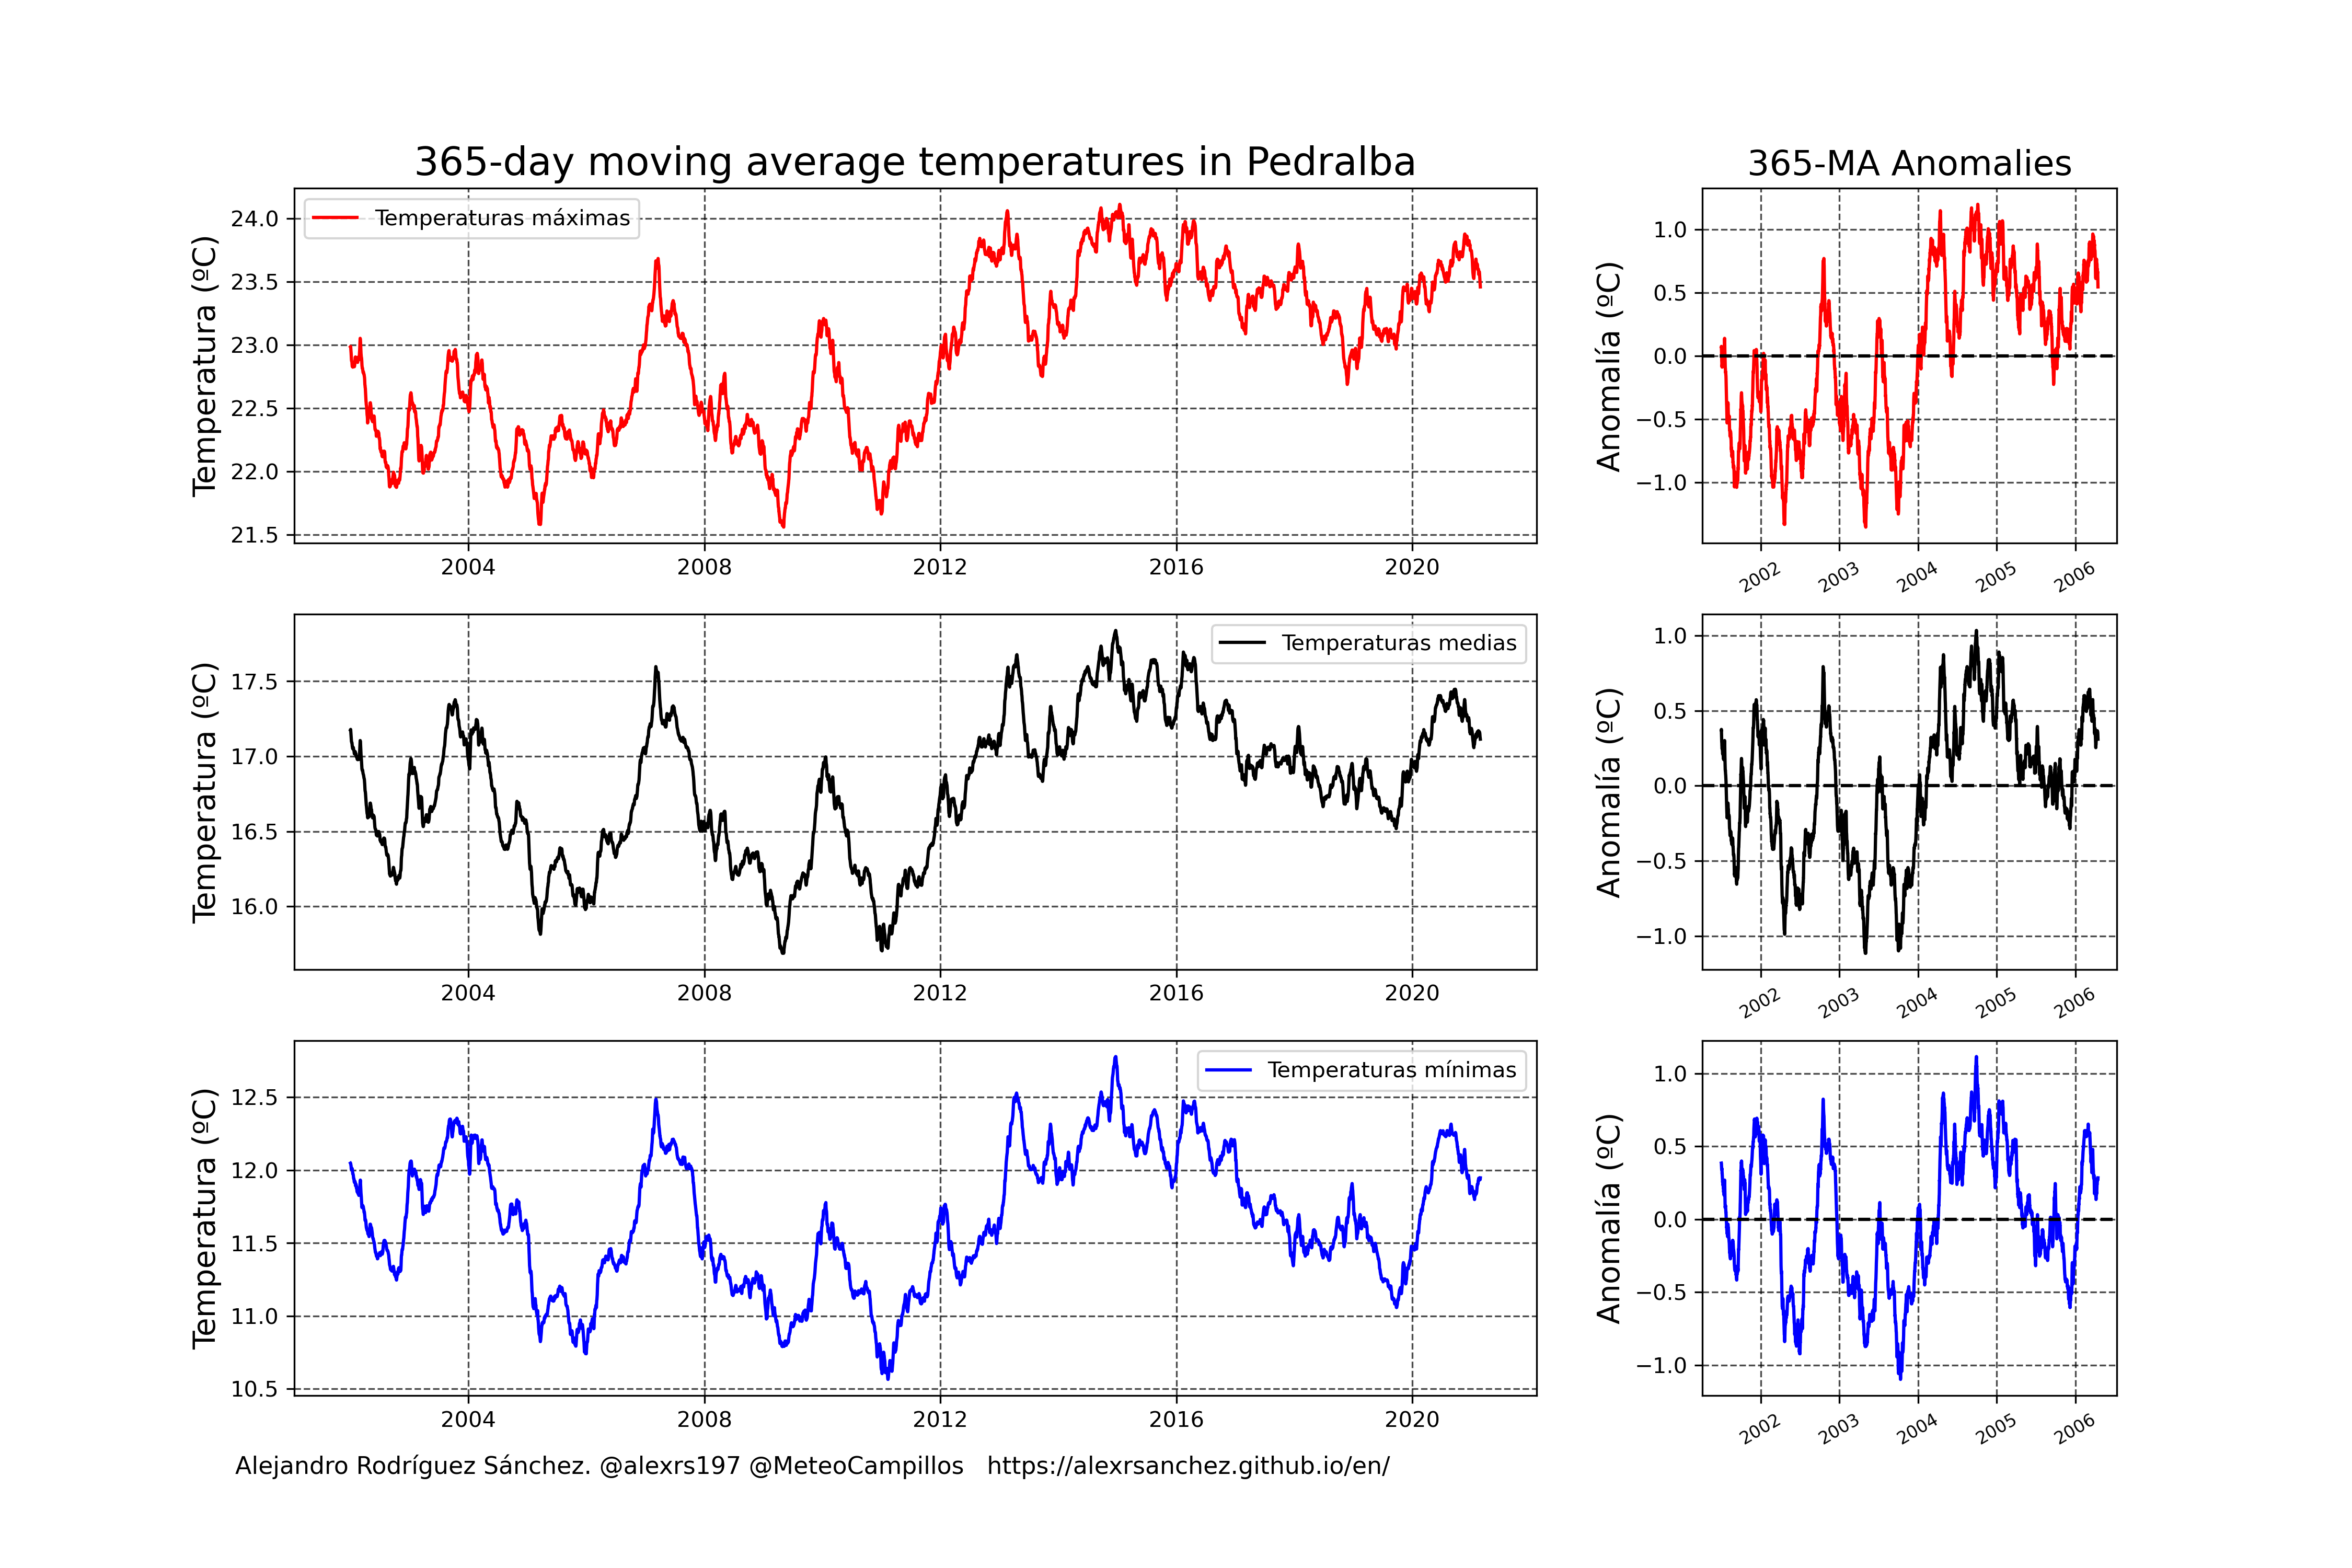 365-day moving average temperatures in Pedralba
365-MA Anomalies
Temperatura (ºC)
24.0
23.5
23.0
22.5
22.0
21.5
Temperaturas máximas
2004 2008 2012 2016 2020
Anomalía (ºC)
1.0
0.5
0.0
−0.5
−1.0
2002 2003 2004 2005 2006
Temperatura (ºC)
17.5
17.0
16.5
16.0
Temperaturas medias
2004 2008 2012 2016 2020
Anomalía (ºC)
1.0
0.5
0.0
−0.5
−1.0
2002 2003 2004 2005 2006
Temperatura (ºC)
12.5
12.0
11.5
11.0
10.5
Temperaturas mínimas
2004 2008 2012 2016 2020
Anomalía (ºC)
1.0
0.5
0.0
−0.5
−1.0
2002 2003 2004 2005 2006
Alejandro Rodríguez Sánchez. @alexrs197 @MeteoCampillos https://alexrsanchez.github.io/en/